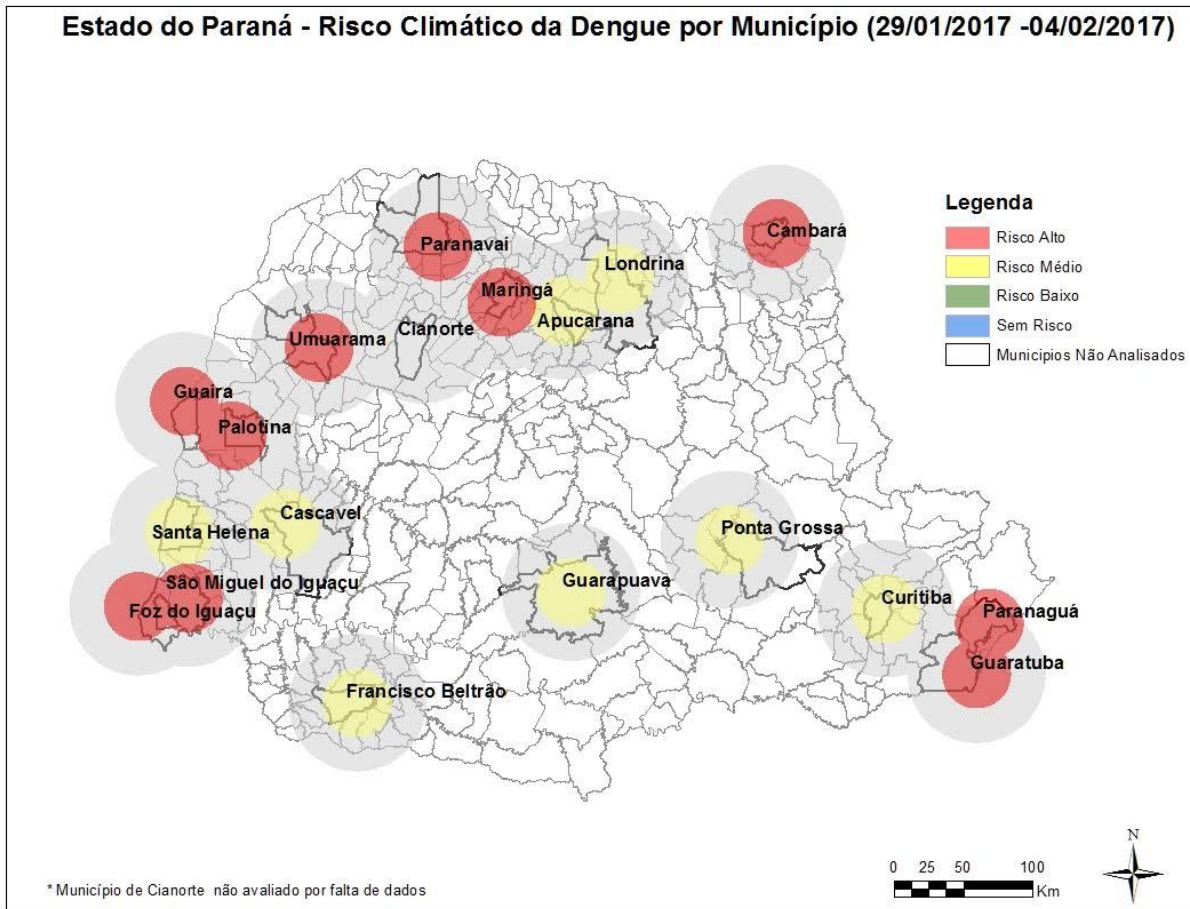 Estado do Paraná - Risco Climático da Dengue por Município (29/01/2017 -04/02/2017)
Legenda
Risco Alto
Risco Médio
Risco Baixo
Sem Risco
Municipios Não Analisados
Cambará
Paranavaí
Londrina
Maringá
Apucarana
Cianorte
Umuarama
Guaira
Palotina
Cascavel
Santa Helena
Ponta Grossa
São Miguel do Iguaçu
Foz do Iguaçu
Guarapuava
Curitiba
Paranaguá
Guaratuba
Francisco Beltrão
N
0 25 50 100
Km
* Município de Cianorte não avaliado por falta de dados